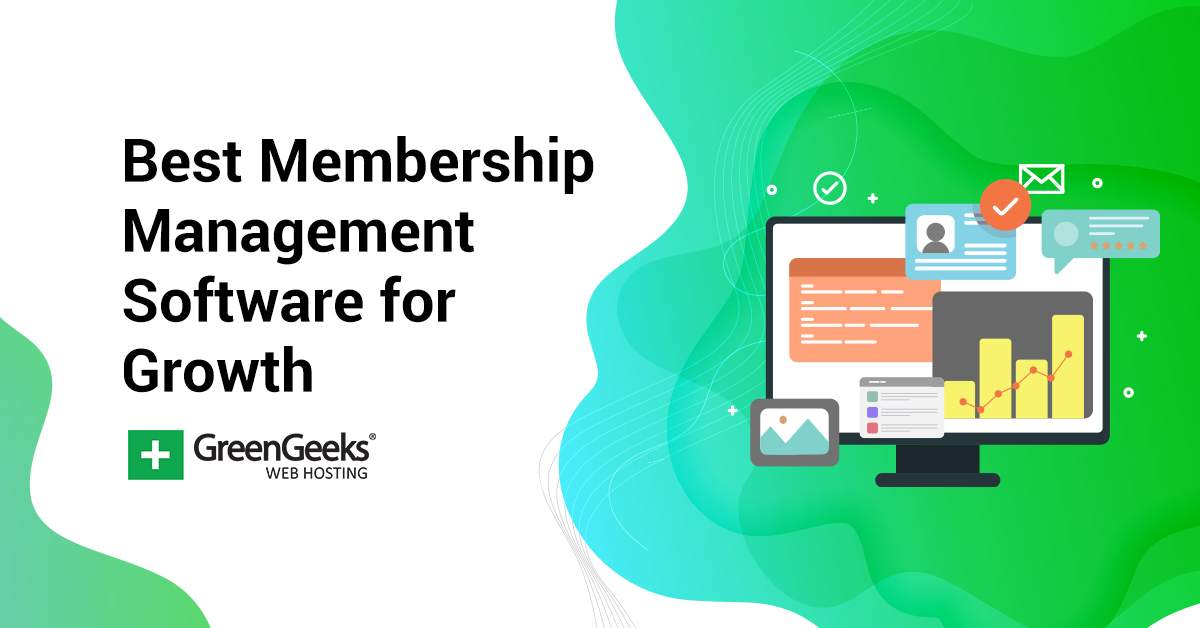 Best Membership
Management
Software for
Growth
GreenGeeks®
WEB HOSTING